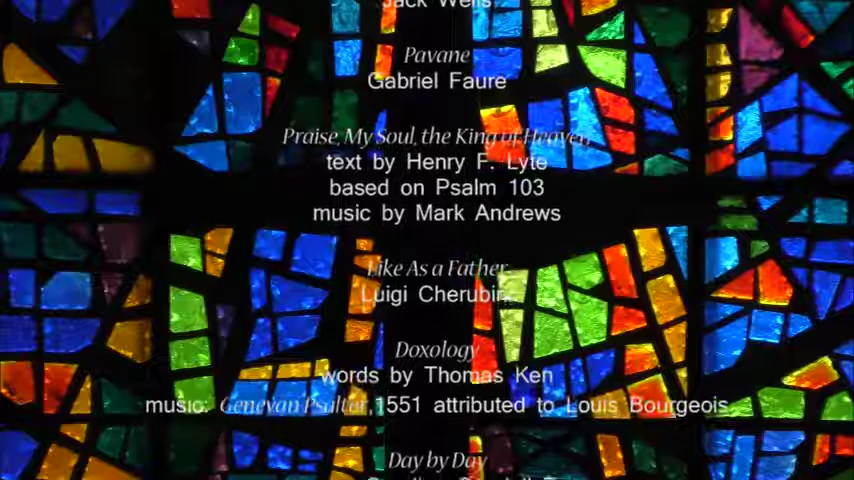 Jack Wells
Pavane
Gabriel Faure
Praise, My Soul, the King of Heaven
text by Henry F. Lyte
based on Psalm 103
music by Mark Andrews
Like As a Father
Luigi Cherubini
Doxology
words by Thomas Ken
music: Genevan Psalter, 1551 attributed to Louis Bourgeois
Day by Day